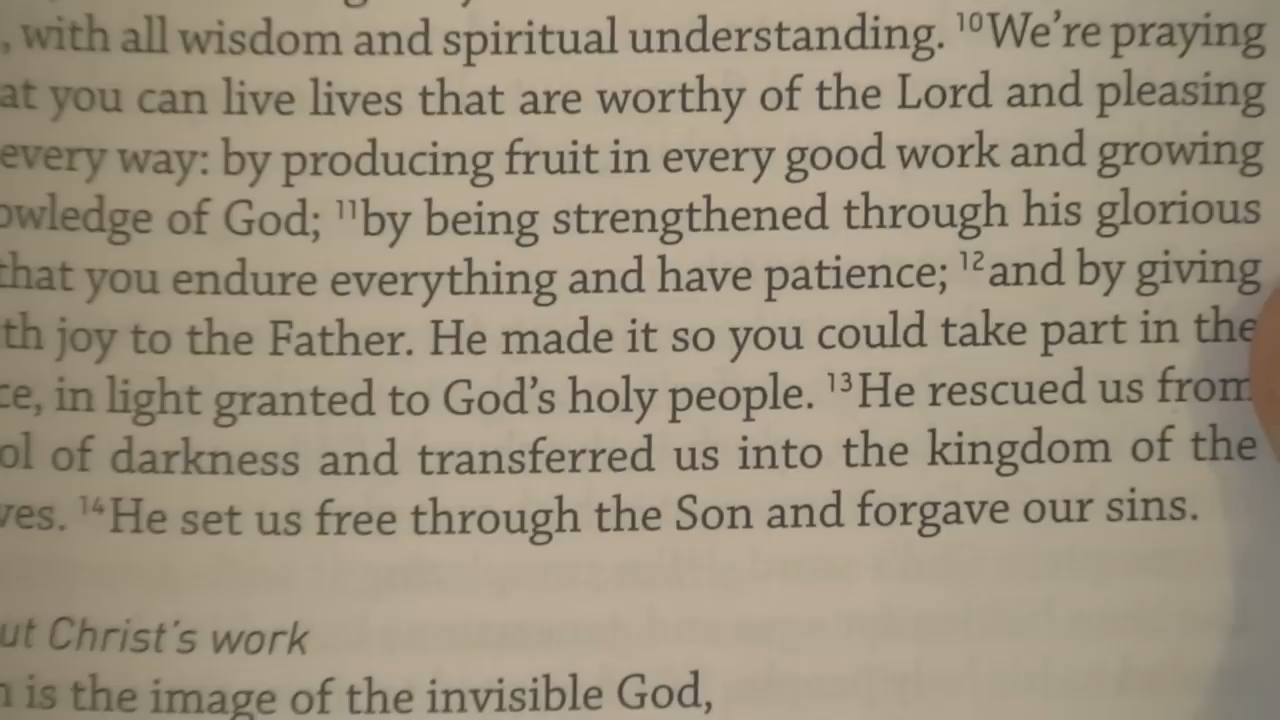 , with all wisdom and spiritual understanding. ¹⁰We're praying
at you can live lives that are worthy of the Lord and pleasing
every way: by producing fruit in every good work and growing
owledge of God; ¹¹by being strengthened through his glorious
that you endure everything and have patience; ¹²and by giving
th joy to the Father. He made it so you could take part in the
ce, in light granted to God's holy people. ¹³He rescued us from
ol of darkness and transferred us into the kingdom of the
ves. ¹⁴He set us free through the Son and forgave our sins.
ut Christ's work
is the image of the invisible God,